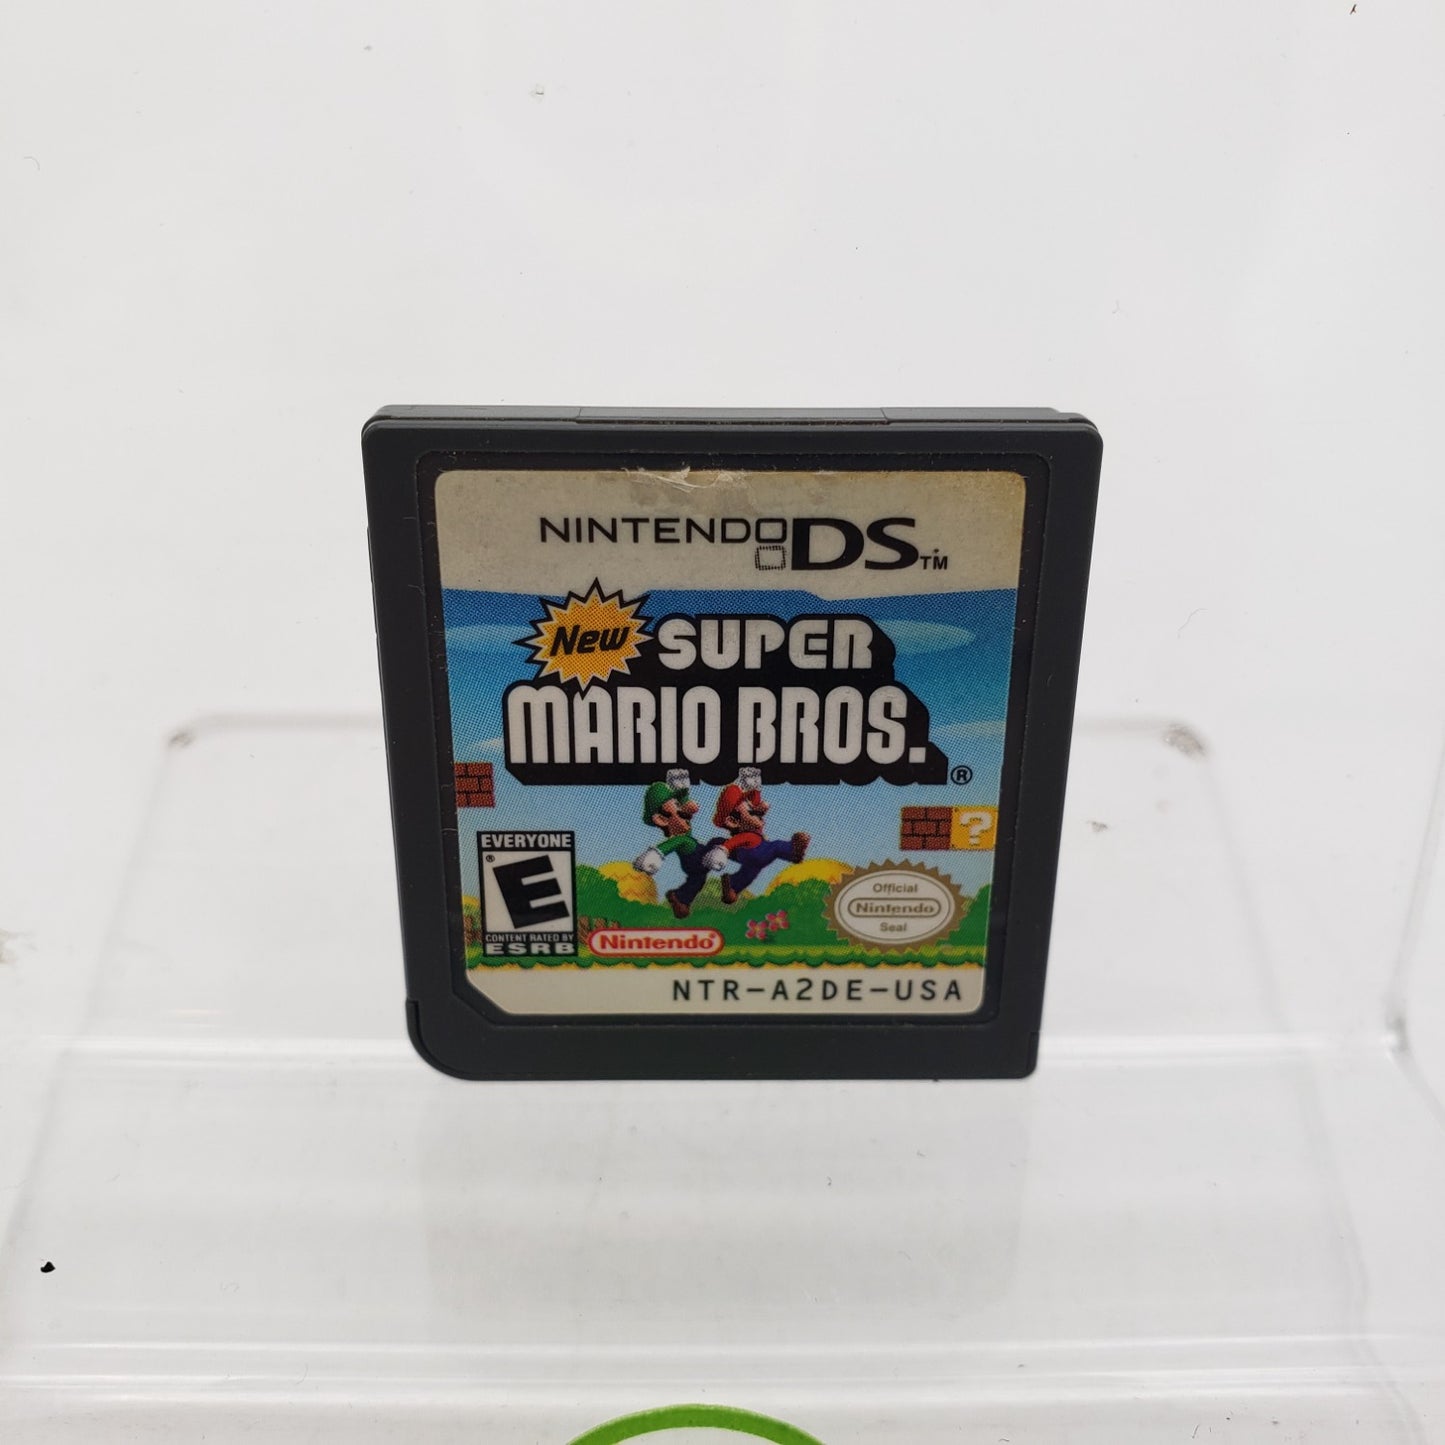 NINTENDO DS™
New SUPER
MARIO BROS.®
?
EVERYONE
E®
CONTENT RATED BY
ESRB
Nintendo®
Official
Nintendo
Seal
NTR-A2DE-USA